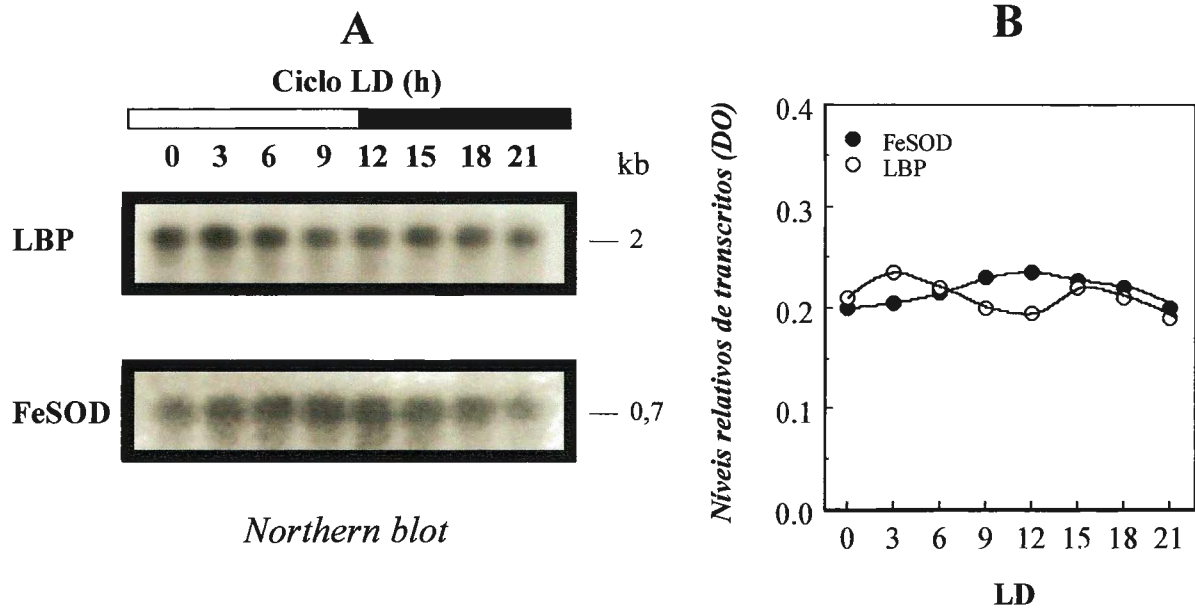 A
Ciclo LD (h)
0 3 6 9 12 15 18 21
kb
LBP
2
FeSOD
0,7
Northern blot
B
Níveis relativos de transcritos (DO)
0.4
0.3
0.2
0.1
0.0
FeSOD
LBP
0 3 6 9 12 15 18 21
LD